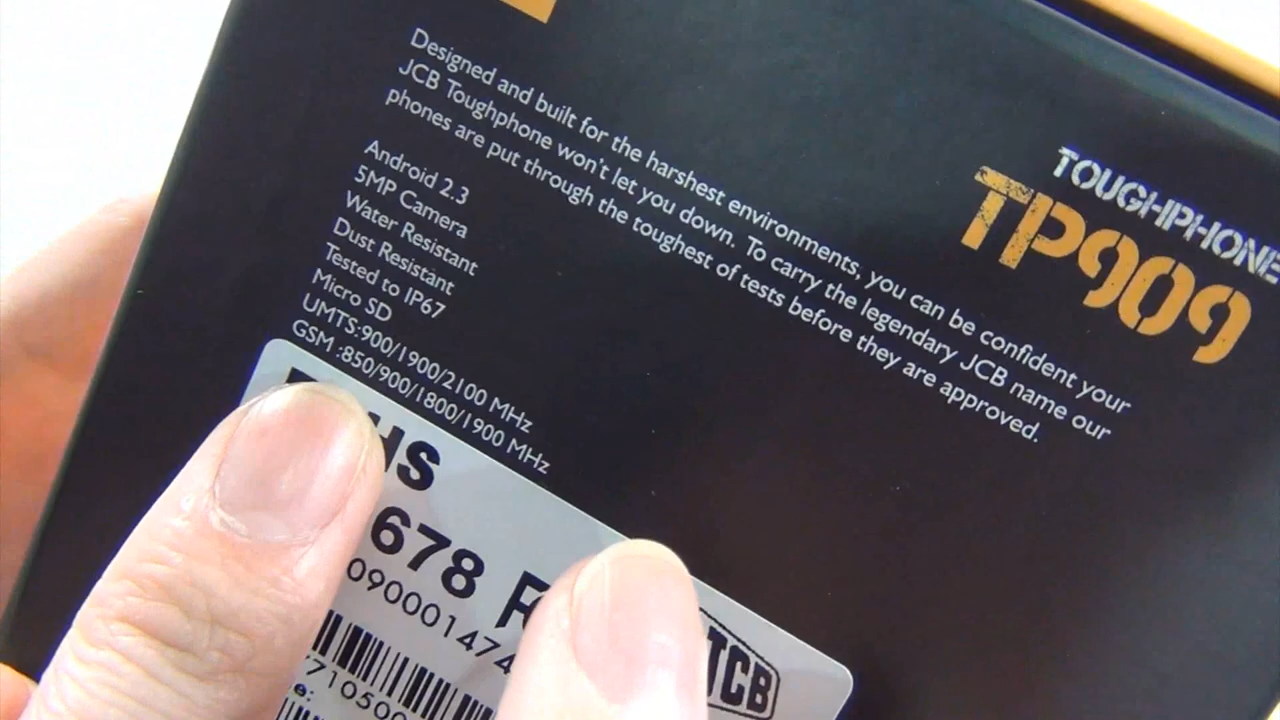 Designed and built for the harshest environments, you can be confident your
JCB Toughphone won't let you down. To carry the legendary JCB name our
phones are put through the toughest of tests before they are approved.
TOUGHPHONE
TP909
Android 2.3
5MP Camera
Water Resistant
Dust Resistant
Tested to IP67
Micro SD
UMTS:900/1900/2100 MHz
GSM :850/900/1800/1900 MHz
678
JCB